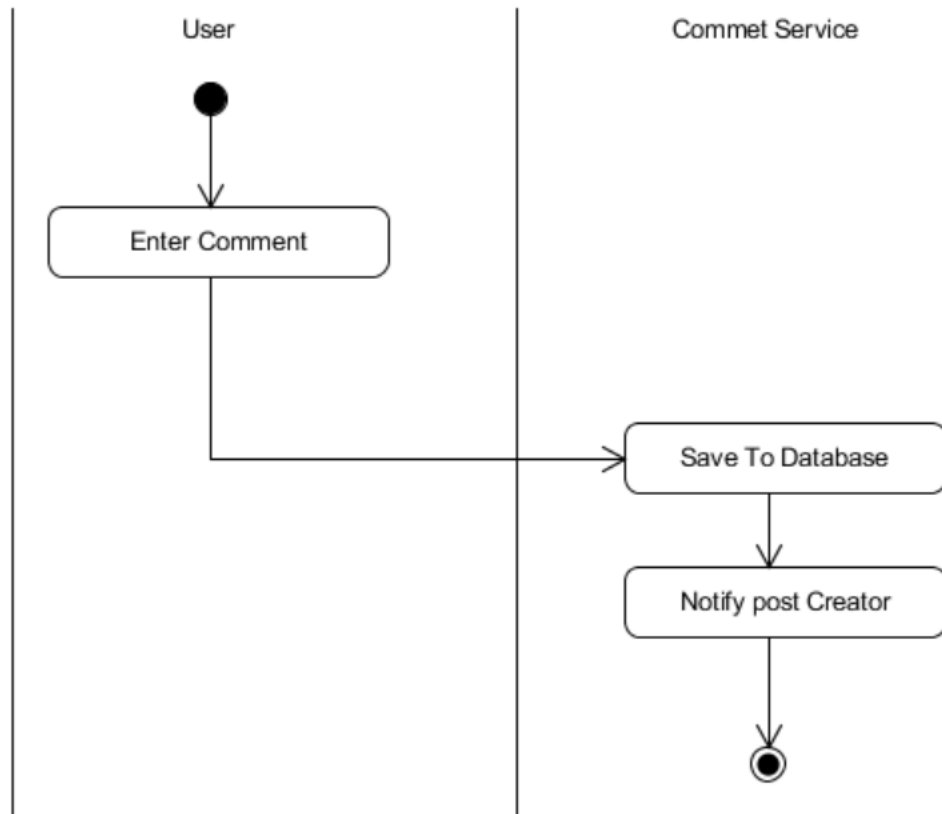 User
Commet Service
Enter Comment
Save To Database
Notify post Creator